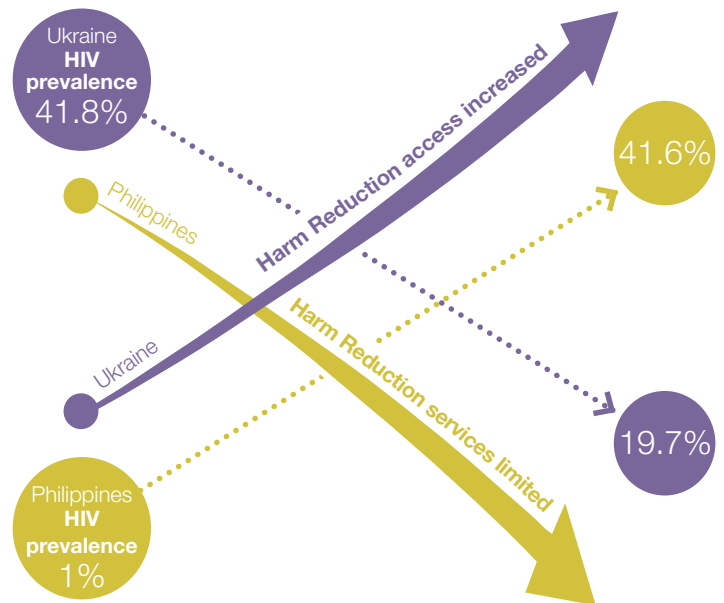 Ukraine
HIV
prevalence
41.8%
Harm Reduction access increased
41.6%
Philippines
Harm Reduction services limited
Ukraine
19.7%
Philippines
HIV
prevalence
1%